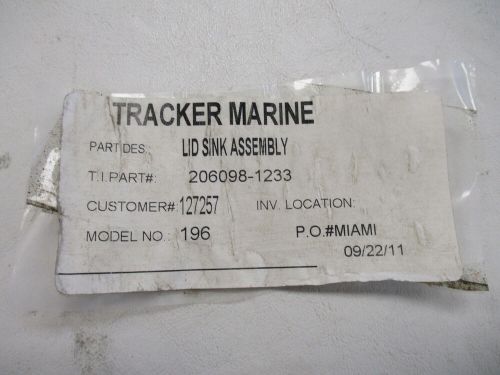 TRACKER MARINE
PART DES: LID SINK ASSEMBLY
T.I.PART#: 206098-1233
CUSTOMER#: 127257 INV. LOCATION:
MODEL NO.: 196 P.O.#MIAMI
09/22/11